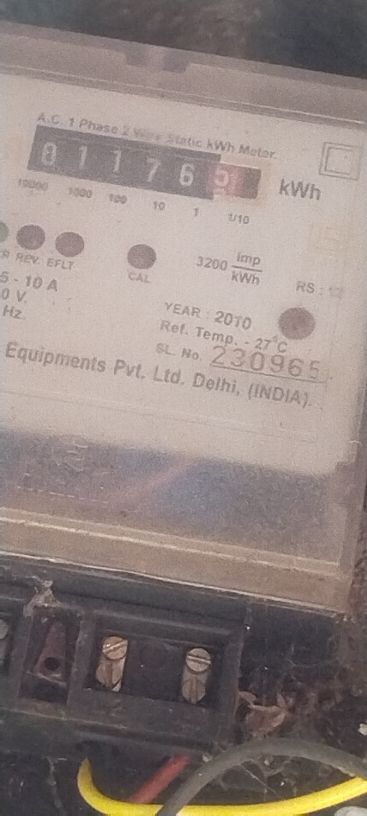 A.C. 1 Phase 2 Wire Static kWh Meter.
0 1 1 7 6 5 kWh
10000 1000 100 10 1 1/10
REV. EFLT CAL 3200 imp/kWh
5 - 10 A RS :
0 V. YEARR : 2010
Hz. Ref. Temp. - 27°C
SL. No. 230965
Equipments Pvt. Ltd. Delhi, (INDIA).